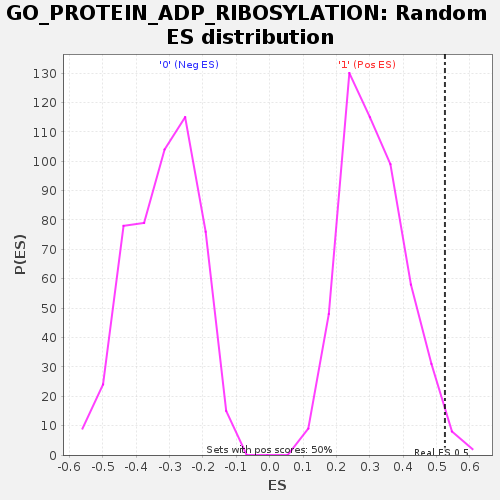 GO_PROTEIN_ADP_RIBOSYLATION: Random
ES distribution
'0' (Neg ES)
'1' (Pos ES)
P(ES)
130
120
110
100
90
80
70
60
50
40
30
20
10
0
Sets with pos scores: 50%
Real ES 0.5
-0.6 -0.5 -0.4 -0.3 -0.2 -0.1 0.0 0.1 0.2 0.3 0.4 0.5 0.6
ES